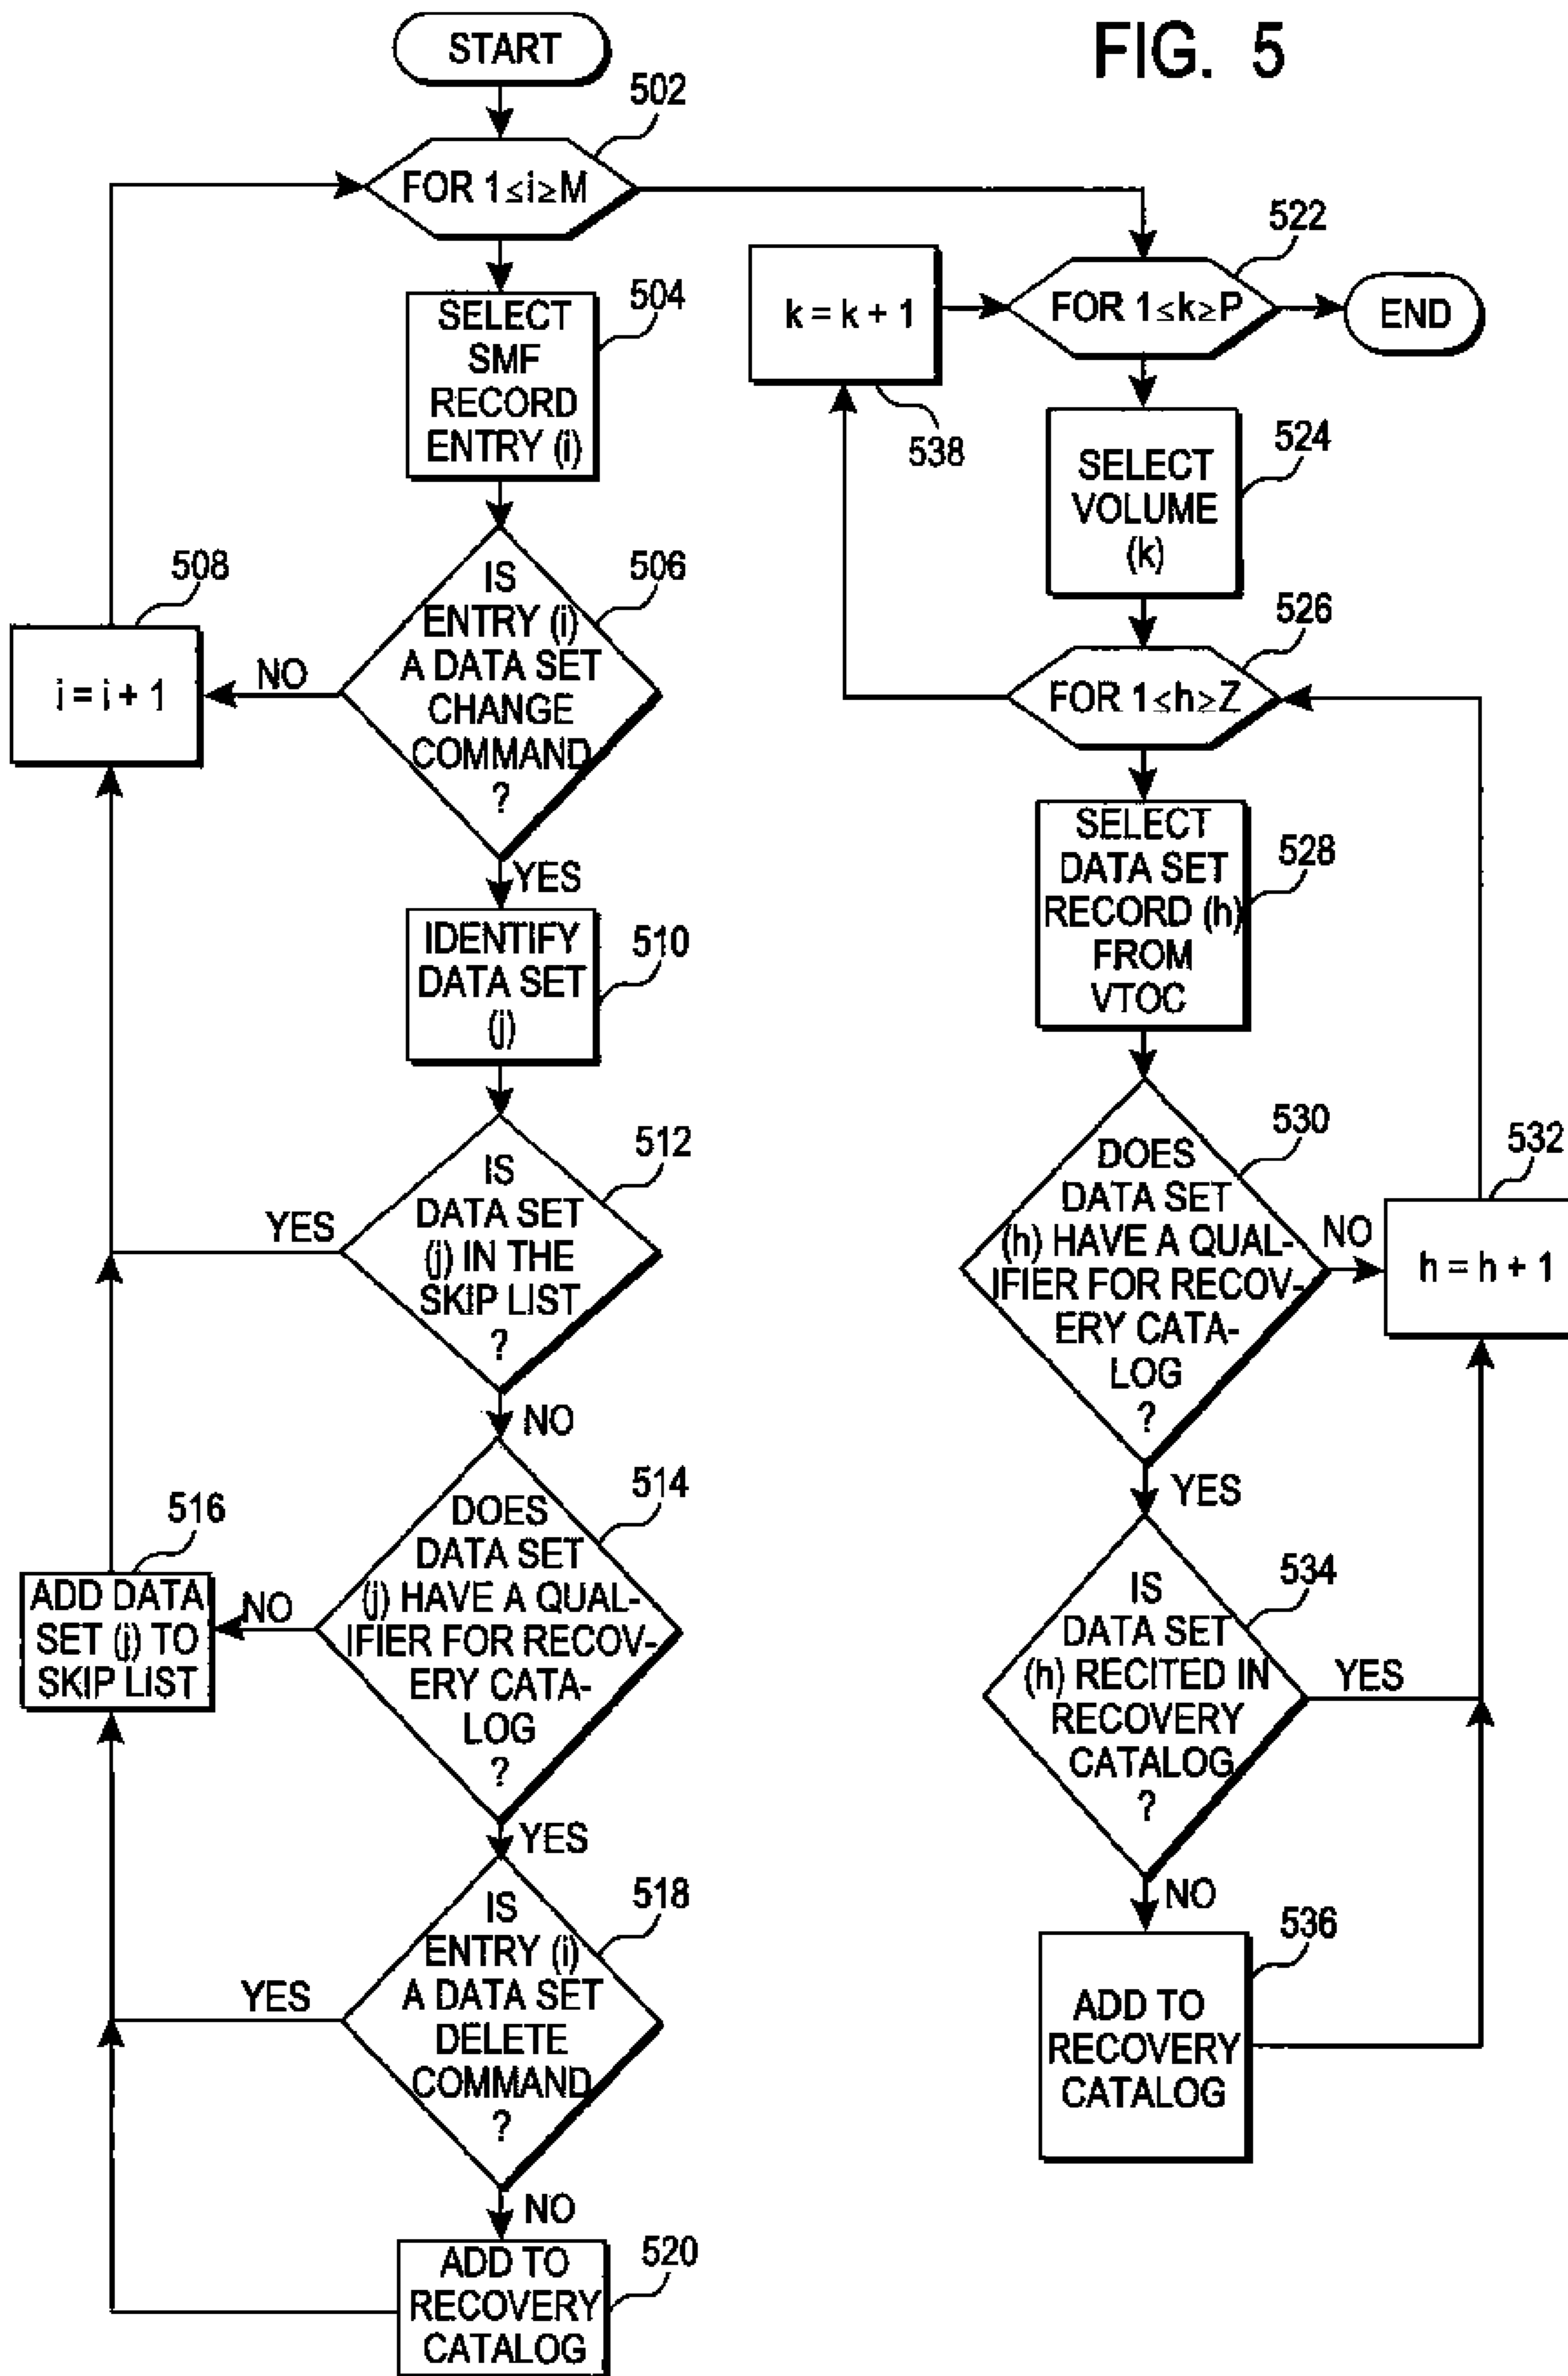 FIG. 5
START
502
FOR 1≤i≥M
504
SELECT
SMF
RECORD
ENTRY (i)
506
IS
ENTRY (i)
A DATA SET
CHANGE
COMMAND
?
NO
508
i = i + 1
YES
510
IDENTIFY
DATA SET
(j)
512
IS
DATA SET
(j) IN THE
SKIP LIST
?
YES
NO
514
DOES
DATA SET
(j) HAVE A QUAL-
IFIER FOR RECOV-
ERY CATA-
LOG
?
NO
516
ADD DATA
SET (j) TO
SKIP LIST
YES
518
IS
ENTRY (i)
A DATA SET
DELETE
COMMAND
?
YES
NO
520
ADD TO
RECOVERY
CATALOG
522
FOR 1≤k≥P
END
k = k + 1
538
524
SELECT
VOLUME
(k)
526
FOR 1≤h≥Z
528
SELECT
DATA SET
RECORD (h)
FROM
VTOC
530
DOES
DATA SET
(h) HAVE A QUAL-
IFIER FOR RECOV-
ERY CATA-
LOG
?
NO
532
h = h + 1
YES
534
IS
DATA SET
(h) RECITED IN
RECOVERY
CATALOG
?
YES
NO
536
ADD TO
RECOVERY
CATALOG